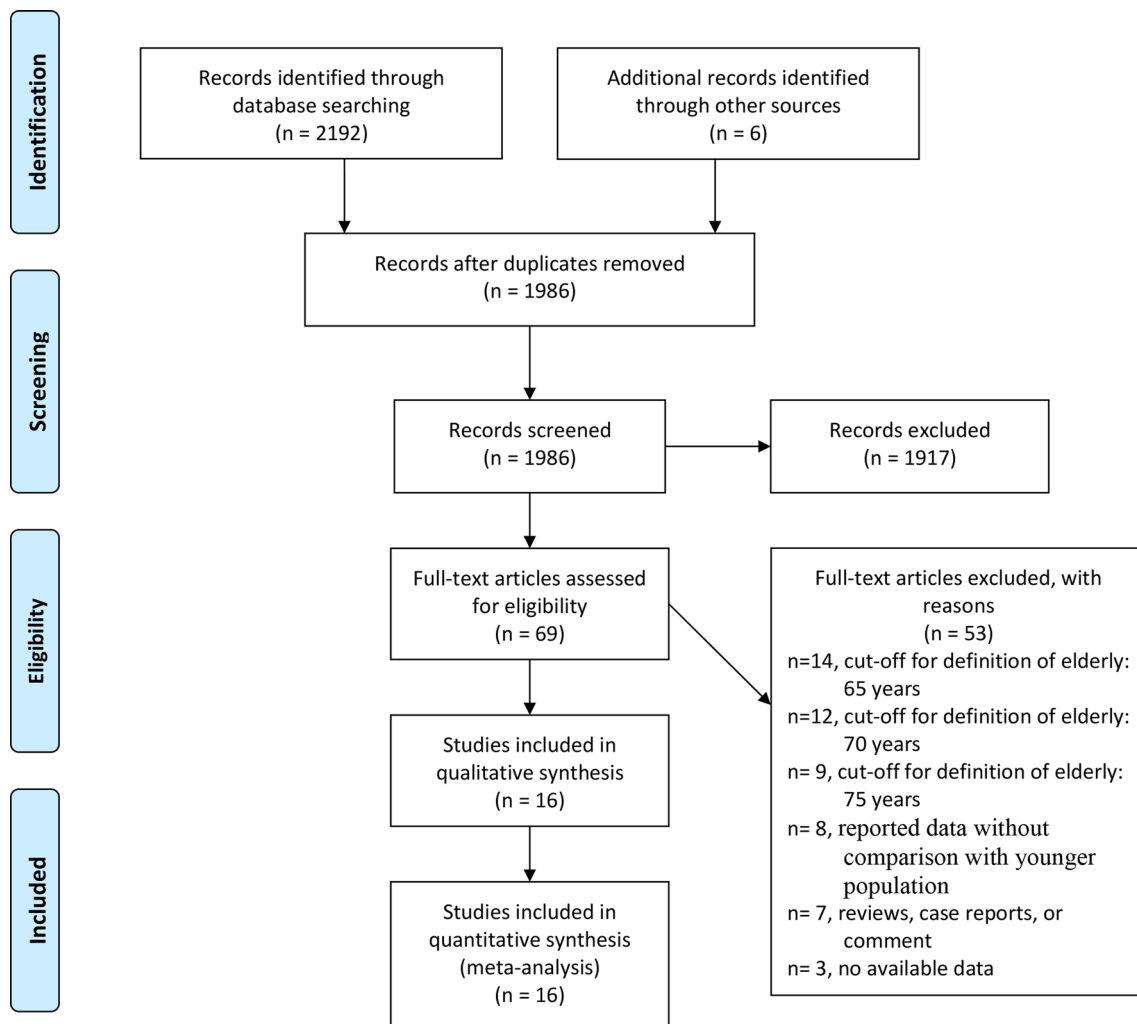 Identification
Records identified through
database searching
(n = 2192)
Additional records identified
through other sources
(n = 6)
Records after duplicates removed
(n = 1986)
Screening
Records screened
(n = 1986)
Records excluded
(n = 1917)
Eligibility
Full-text articles assessed
for eligibility
(n = 69)
Full-text articles excluded, with
reasons
(n = 53)
n=14, cut-off for definition of elderly:
65 years
n=12, cut-off for definition of elderly:
70 years
n= 9, cut-off for definition of elderly:
75 years
n= 8, reported data without
comparison with younger
population
n= 7, reviews, case reports, or
comment
n= 3, no available data
Studies included in
qualitative synthesis
(n = 16)
Included
Studies included in
quantitative synthesis
(meta-analysis)
(n = 16)